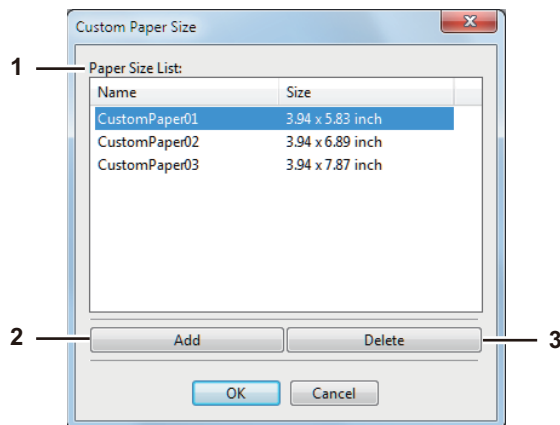 Custom Paper Size
x
1
Paper Size List:
Name Size
CustomPaper01 3.94 x 5.83 inch
CustomPaper02 3.94 x 6.89 inch
CustomPaper03 3.94 x 7.87 inch
2 Add Delete 3
OK Cancel